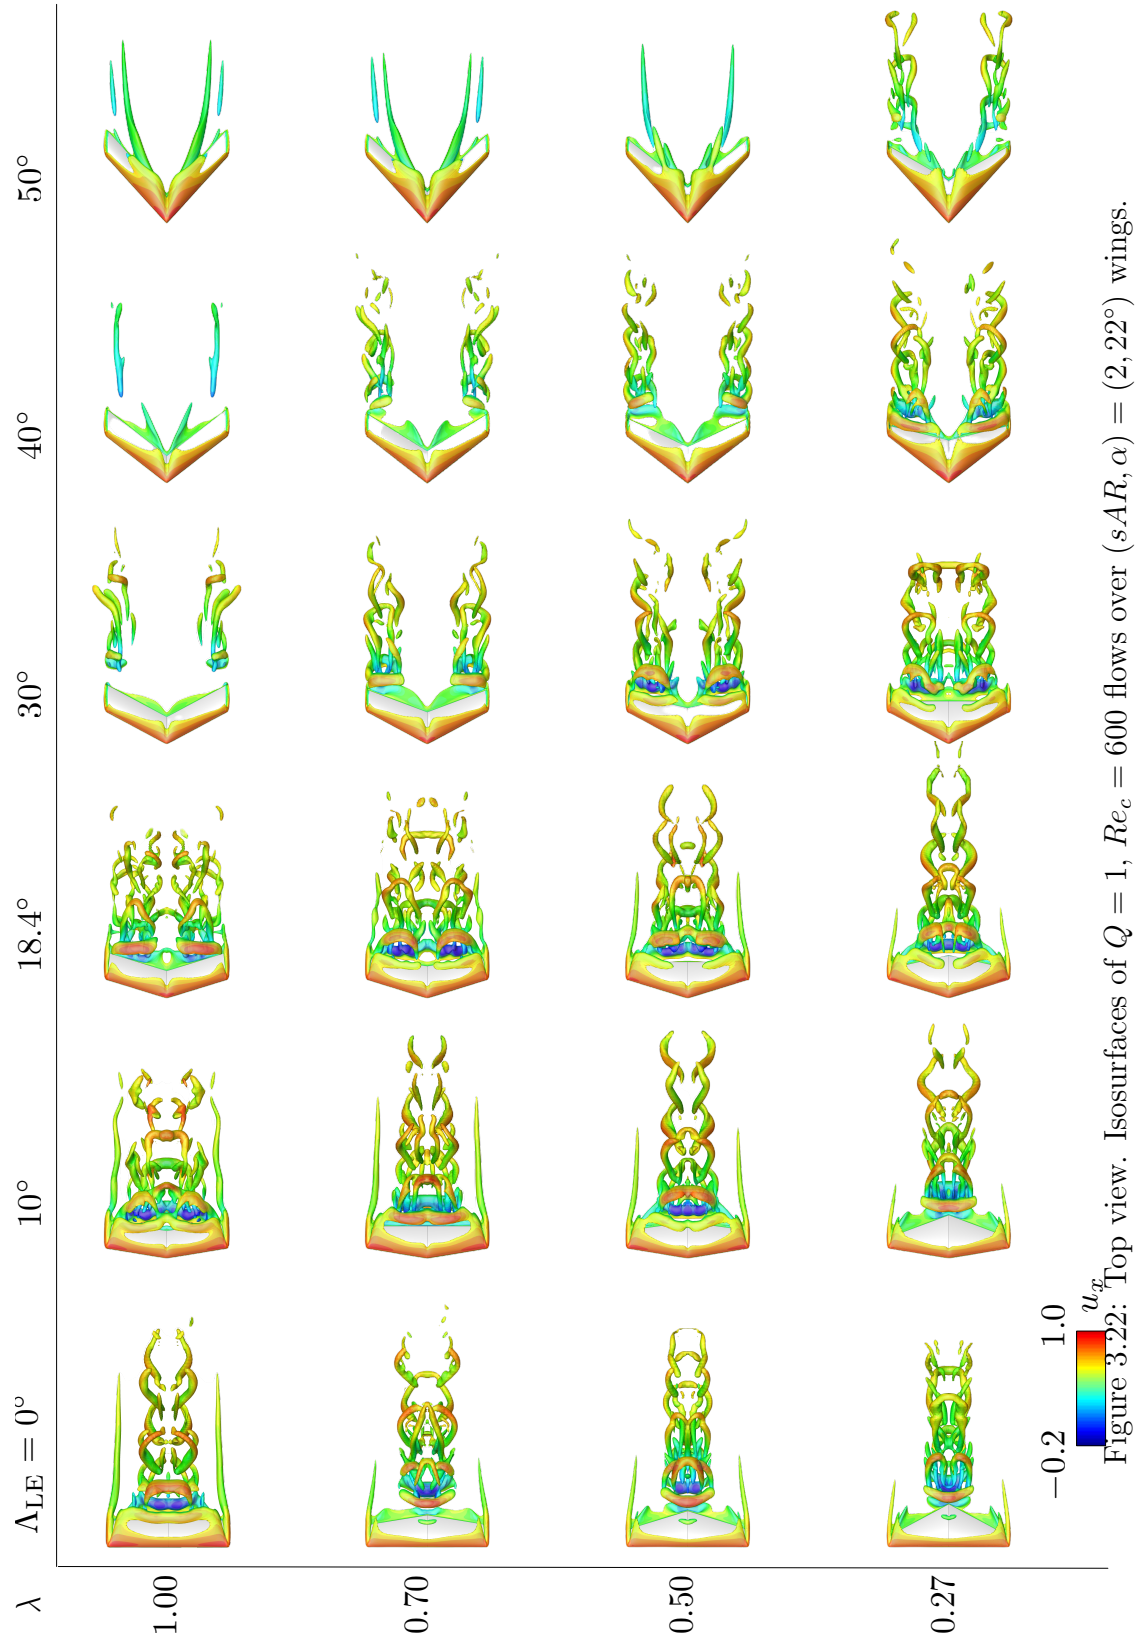 Λ_LE = 0° 10° 18.4° 30° 40° 50°
λ
1.00
0.70
0.50
0.27
−0.2 1.0
u_x
Figure 3.22: Top view. Isosurfaces of Q = 1, Re_c = 600 flows over (sAR, α) = (2, 22°) wings.